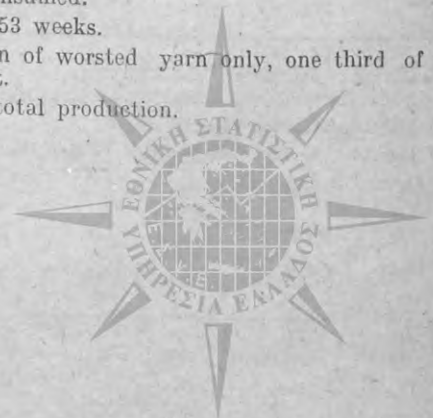 53 weeks.
n of worsted yarn only, one third of
total production.
ΕΘΝΙΚΗ ΣΤΑΤΙΣΤΙΚΗ
ΥΠΗΡΕΣΙΑ ΕΛΛΑΔΟΣ